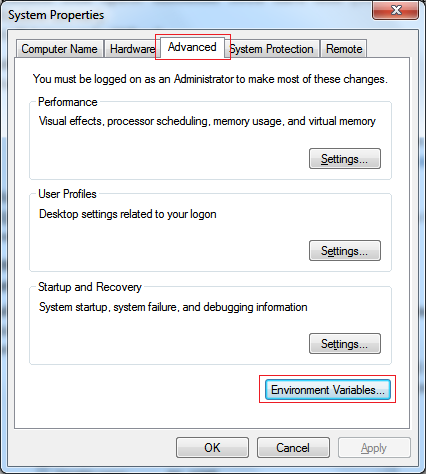 System Properties
Computer Name Hardware Advanced System Protection Remote
You must be logged on as an Administrator to make most of these changes.
Performance
Visual effects, processor scheduling, memory usage, and virtual memory
Settings...
User Profiles
Desktop settings related to your logon
Settings...
Startup and Recovery
System startup, system failure, and debugging information
Settings...
Environment Variables...
OK Cancel Apply